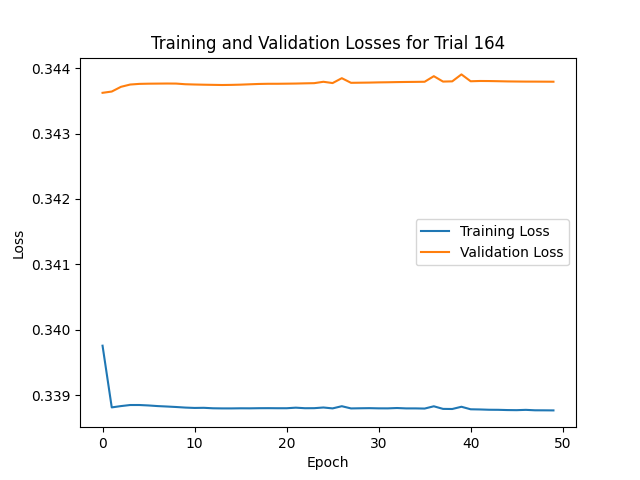 Training and Validation Losses for Trial 164
0.344
0.343
0.342
0.341
0.340
0.339
Loss
Training Loss
Validation Loss
0 10 20 30 40 50
Epoch